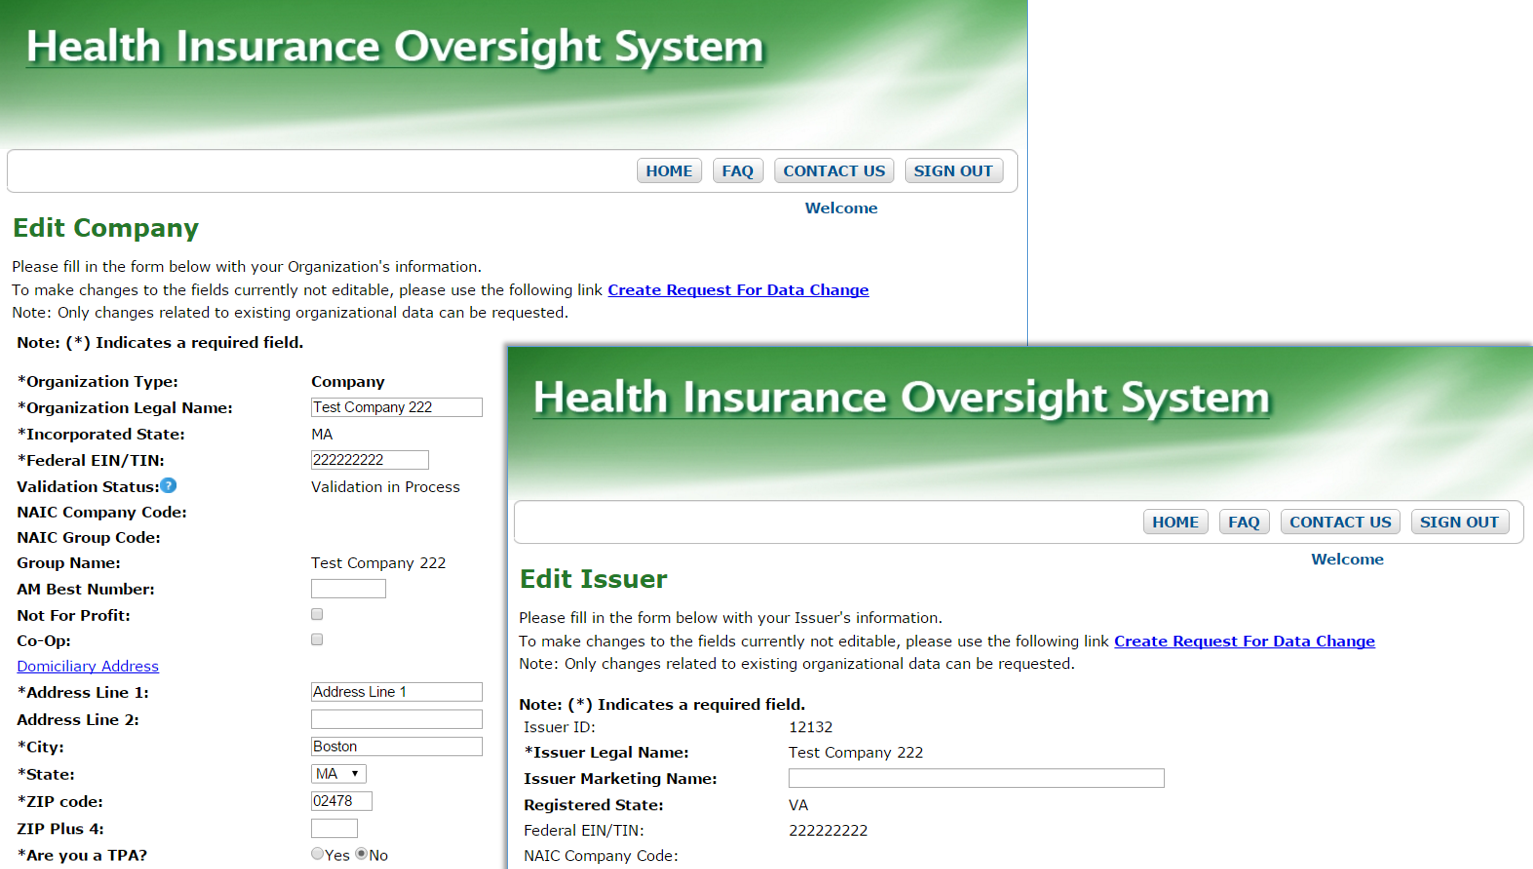 Health Insurance Oversight System
HOME FAQ CONTACT US SIGN OUT
Welcome
Edit Company
Please fill in the form below with your Organization's information.
To make changes to the fields currently not editable, please use the following link Create Request For Data Change
Note: Only changes related to existing organizational data can be requested.
Note: (*) Indicates a required field.
*Organization Type: Company
*Organization Legal Name: Test Company 222
*Incorporated State: MA
*Federal EIN/TIN: 222222222
Validation Status:? Validation in Process
NAIC Company Code:
NAIC Group Code:
Group Name: Test Company 222
AM Best Number:
Not For Profit:
Co-Op:
Domiciliary Address
*Address Line 1: Address Line 1
Address Line 2:
*City: Boston
*State: MA
*ZIP code: 02478
ZIP Plus 4:
*Are you a TPA? Yes No
Health Insurance Oversight System
HOME FAQ CONTACT US SIGN OUT
Welcome
Edit Issuer
Please fill in the form below with your Issuer's information.
To make changes to the fields currently not editable, please use the following link Create Request For Data Change
Note: Only changes related to existing organizational data can be requested.
Note: (*) Indicates a required field.
Issuer ID: 12132
*Issuer Legal Name: Test Company 222
Issuer Marketing Name:
Registered State: VA
Federal EIN/TIN: 222222222
NAIC Company Code: